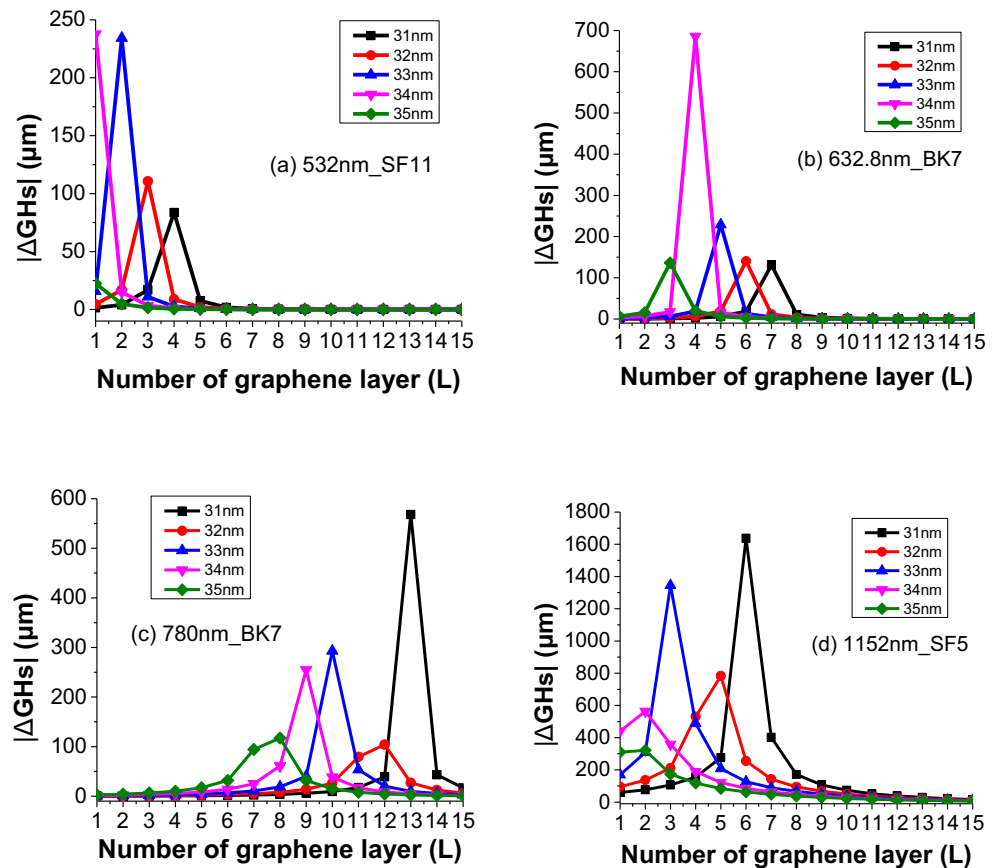 250
200
150
100
50
0
|ΔGHs| (µm)
31nm
32nm
33nm
34nm
35nm
(a) 532nm_SF11
1 2 3 4 5 6 7 8 9 10 11 12 13 14 15
Number of graphene layer (L)
700
600
500
400
300
200
100
0
|ΔGHs| (µm)
31nm
32nm
33nm
34nm
35nm
(b) 632.8nm_BK7
1 2 3 4 5 6 7 8 9 10 11 12 13 14 15
Number of graphene layer (L)
600
500
400
300
200
100
0
|ΔGHs| (µm)
31nm
32nm
33nm
34nm
35nm
(c) 780nm_BK7
1 2 3 4 5 6 7 8 9 10 11 12 13 14 15
Number of graphene layer (L)
1800
1600
1400
1200
1000
800
600
400
200
0
|ΔGHs| (µm)
31nm
32nm
33nm
34nm
35nm
(d) 1152nm_SF5
1 2 3 4 5 6 7 8 9 10 11 12 13 14 15
Number of graphene layer (L)